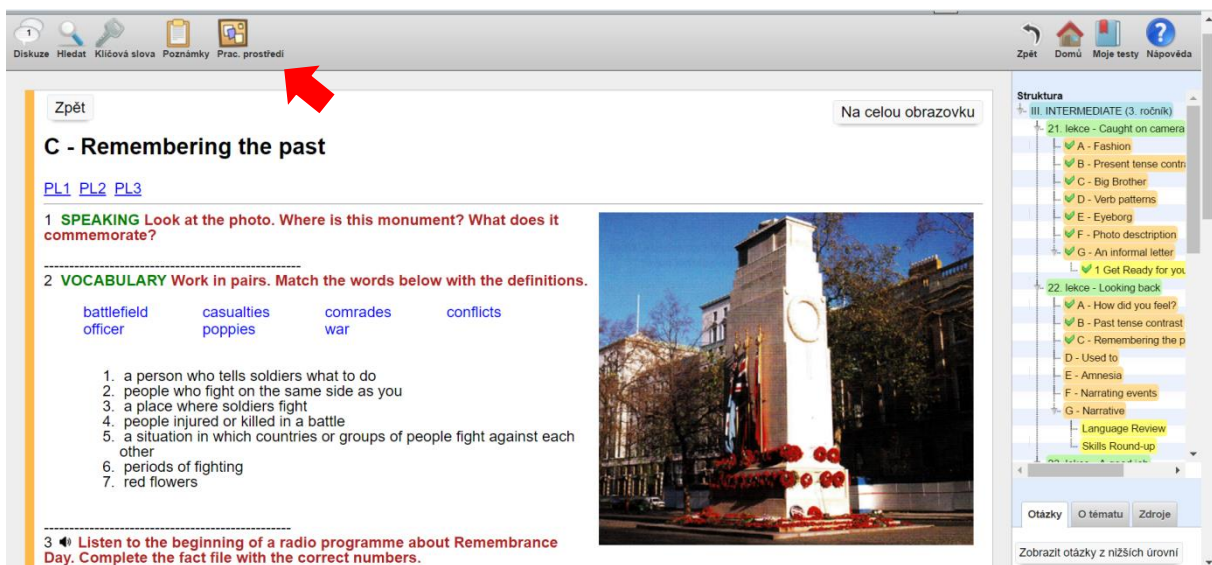 1
Diskuze Hledat Klíčová slova Poznámky Prac. prostředí
Zpět Domů Moje testy Nápověda
Zpět
Na celou obrazovku
C - Remembering the past
PL1 PL2 PL3
1 SPEAKING Look at the photo. Where is this monument? What does it
commemorate?
--------------------------------------------------
2 VOCABULARY Work in pairs. Match the words below with the definitions.
battlefield casualties comrades conflicts
officer poppies war
1. a person who tells soldiers what to do
2. people who fight on the same side as you
3. a place where soldiers fight
4. people injured or killed in a battle
5. a situation in which countries or groups of people fight against each
other
6. periods of fighting
7. red flowers
--------------------------------------------------
3 Listen to the beginning of a radio programme about Remembrance
Day. Complete the fact file with the correct numbers.
Struktura
III. INTERMEDIATE (3. ročník)
21. lekce - Caught on camera
A - Fashion
B - Present tense contr
C - Big Brother
D - Verb patterns
E - Eyeborg
F - Photo desctription
G - An informal letter
1 Get Ready for you
22. lekce - Looking back
A - How did you feel?
B - Past tense contrast
C - Remembering the p
D - Used to
E - Amnesia
F - Narrating events
G - Narrative
Language Review
Skills Round-up
Otázky O tématu Zdroje
Zobrazit otázky z nižších úrovní